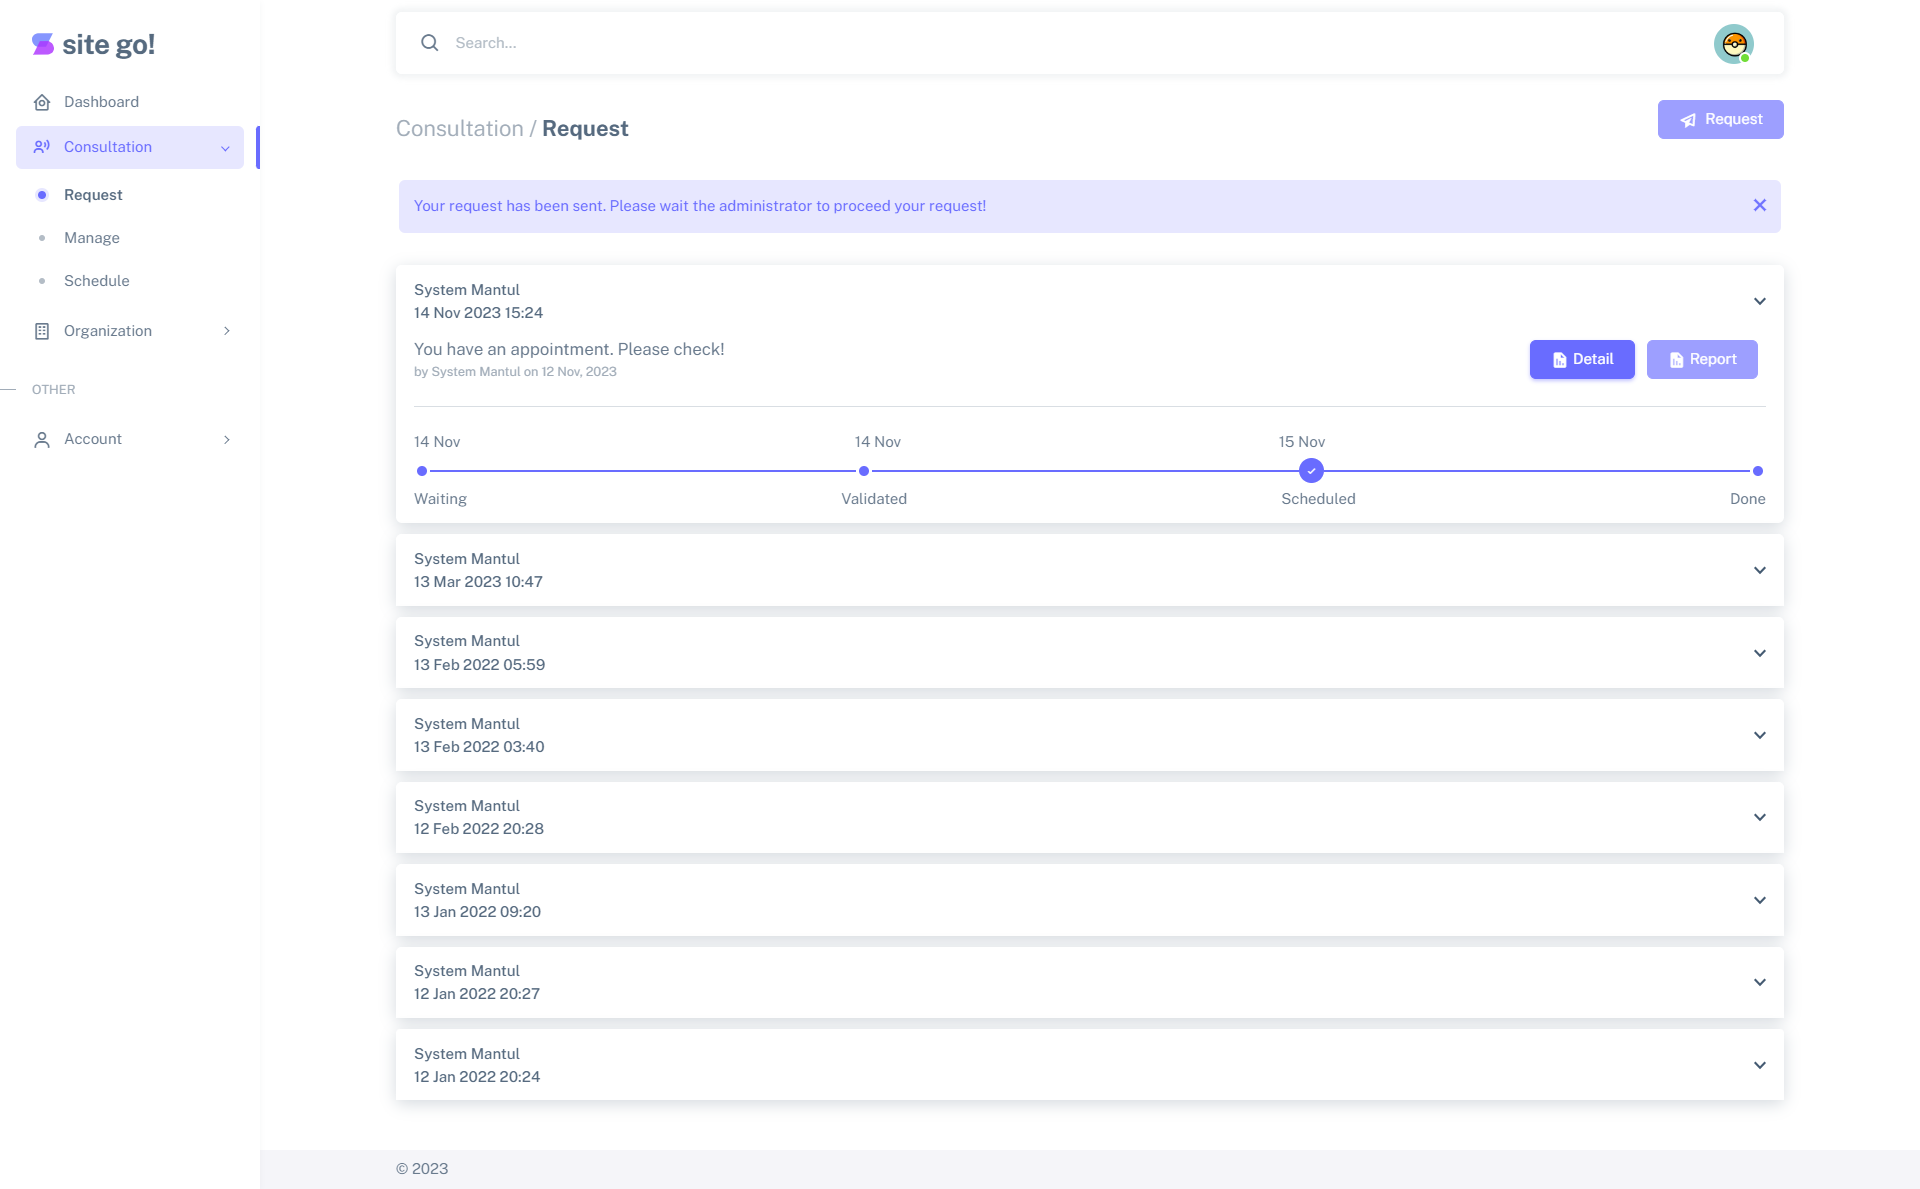 site go!
Dashboard
Consultation
Request
Manage
Schedule
Organization
OTHER
Account
Search...
Consultation / Request
Request
Your request has been sent. Please wait the administrator to proceed your request!
System Mantul
14 Nov 2023 15:24
You have an appointment. Please check!
by System Mantul on 12 Nov, 2023
Detail
Report
14 Nov
14 Nov
15 Nov
Waiting
Validated
Scheduled
Done
System Mantul
13 Mar 2023 10:47
System Mantul
13 Feb 2022 05:59
System Mantul
13 Feb 2022 03:40
System Mantul
12 Feb 2022 20:28
System Mantul
13 Jan 2022 09:20
System Mantul
12 Jan 2022 20:27
System Mantul
12 Jan 2022 20:24
© 2023